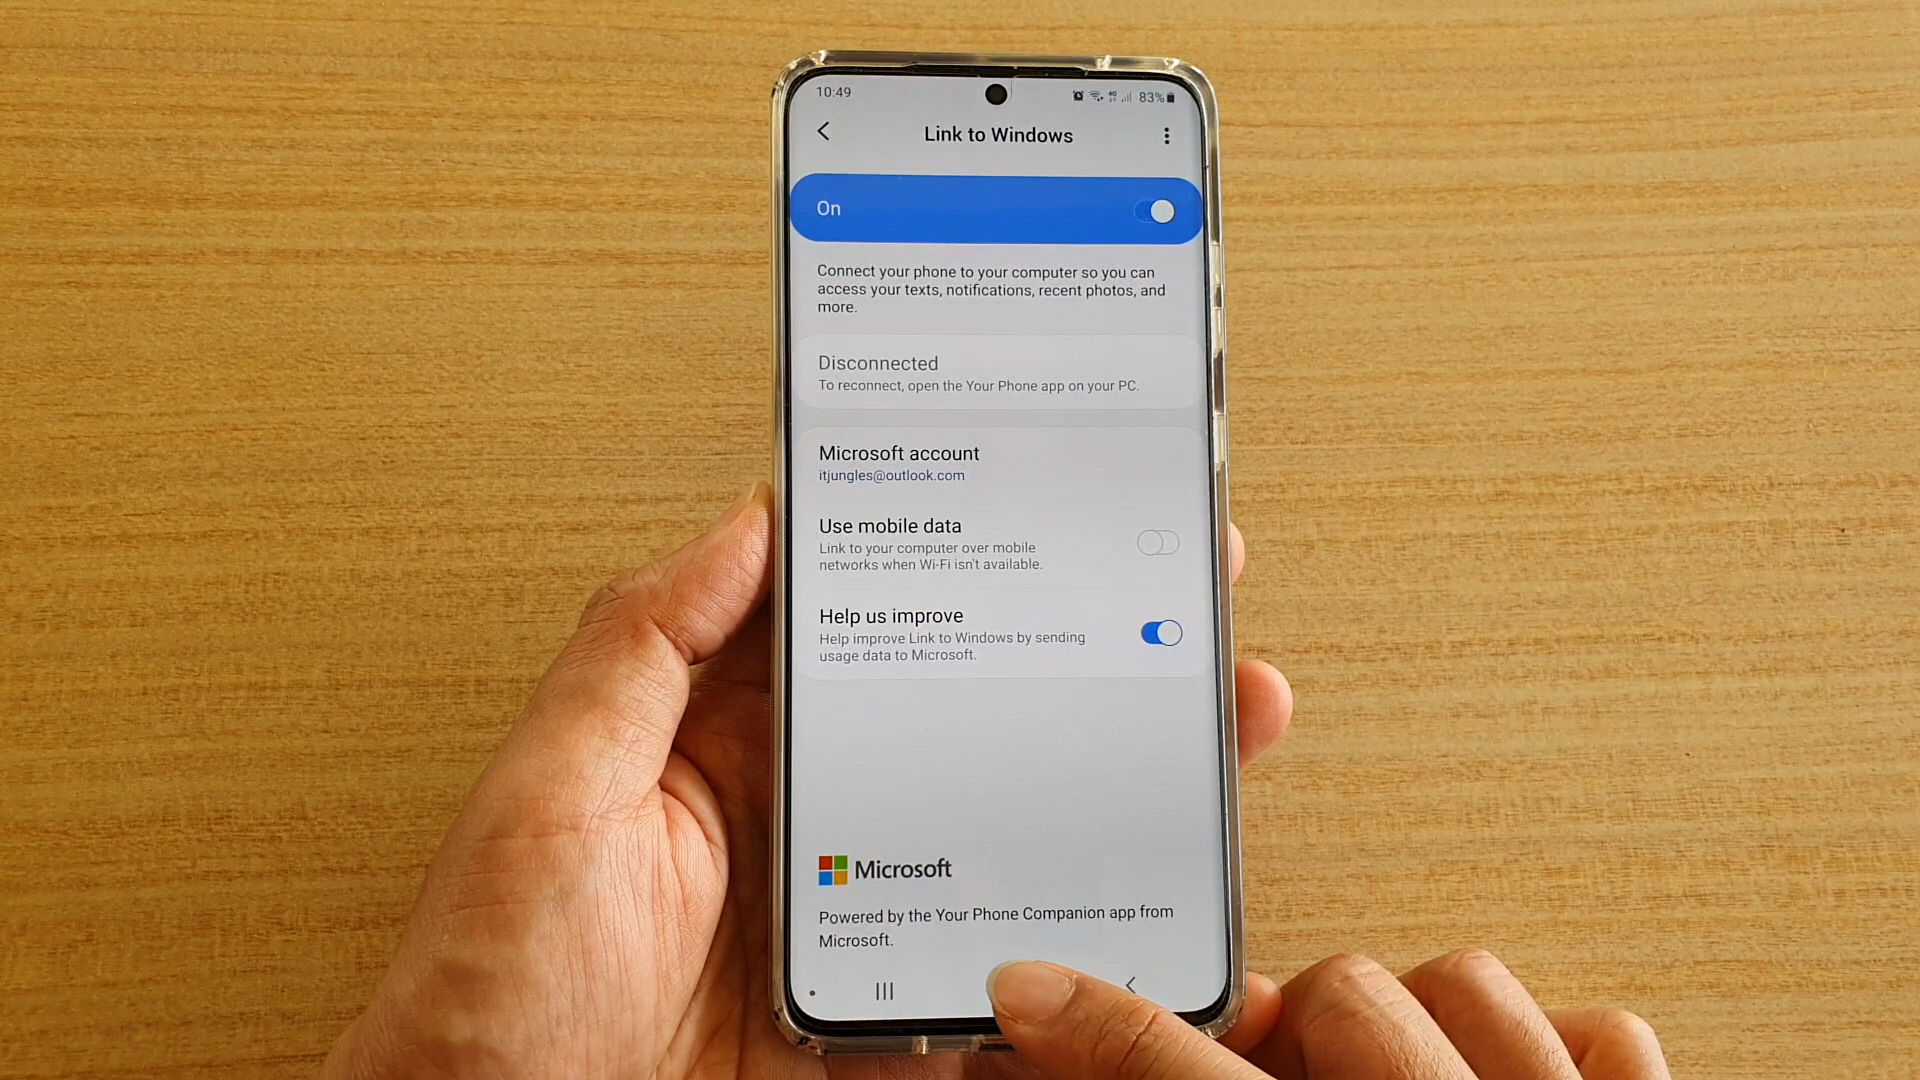 10:49
4G
83%
Link to Windows
On
Connect your phone to your computer so you can
access your texts, notifications, recent photos, and
more.
Disconnected
To reconnect, open the Your Phone app on your PC.
Microsoft account
itjungles@outlook.com
Use mobile data
Link to your computer over mobile
networks when Wi-Fi isn't available.
Help us improve
Help improve Link to Windows by sending
usage data to Microsoft.
Microsoft
Powered by the Your Phone Companion app from
Microsoft.